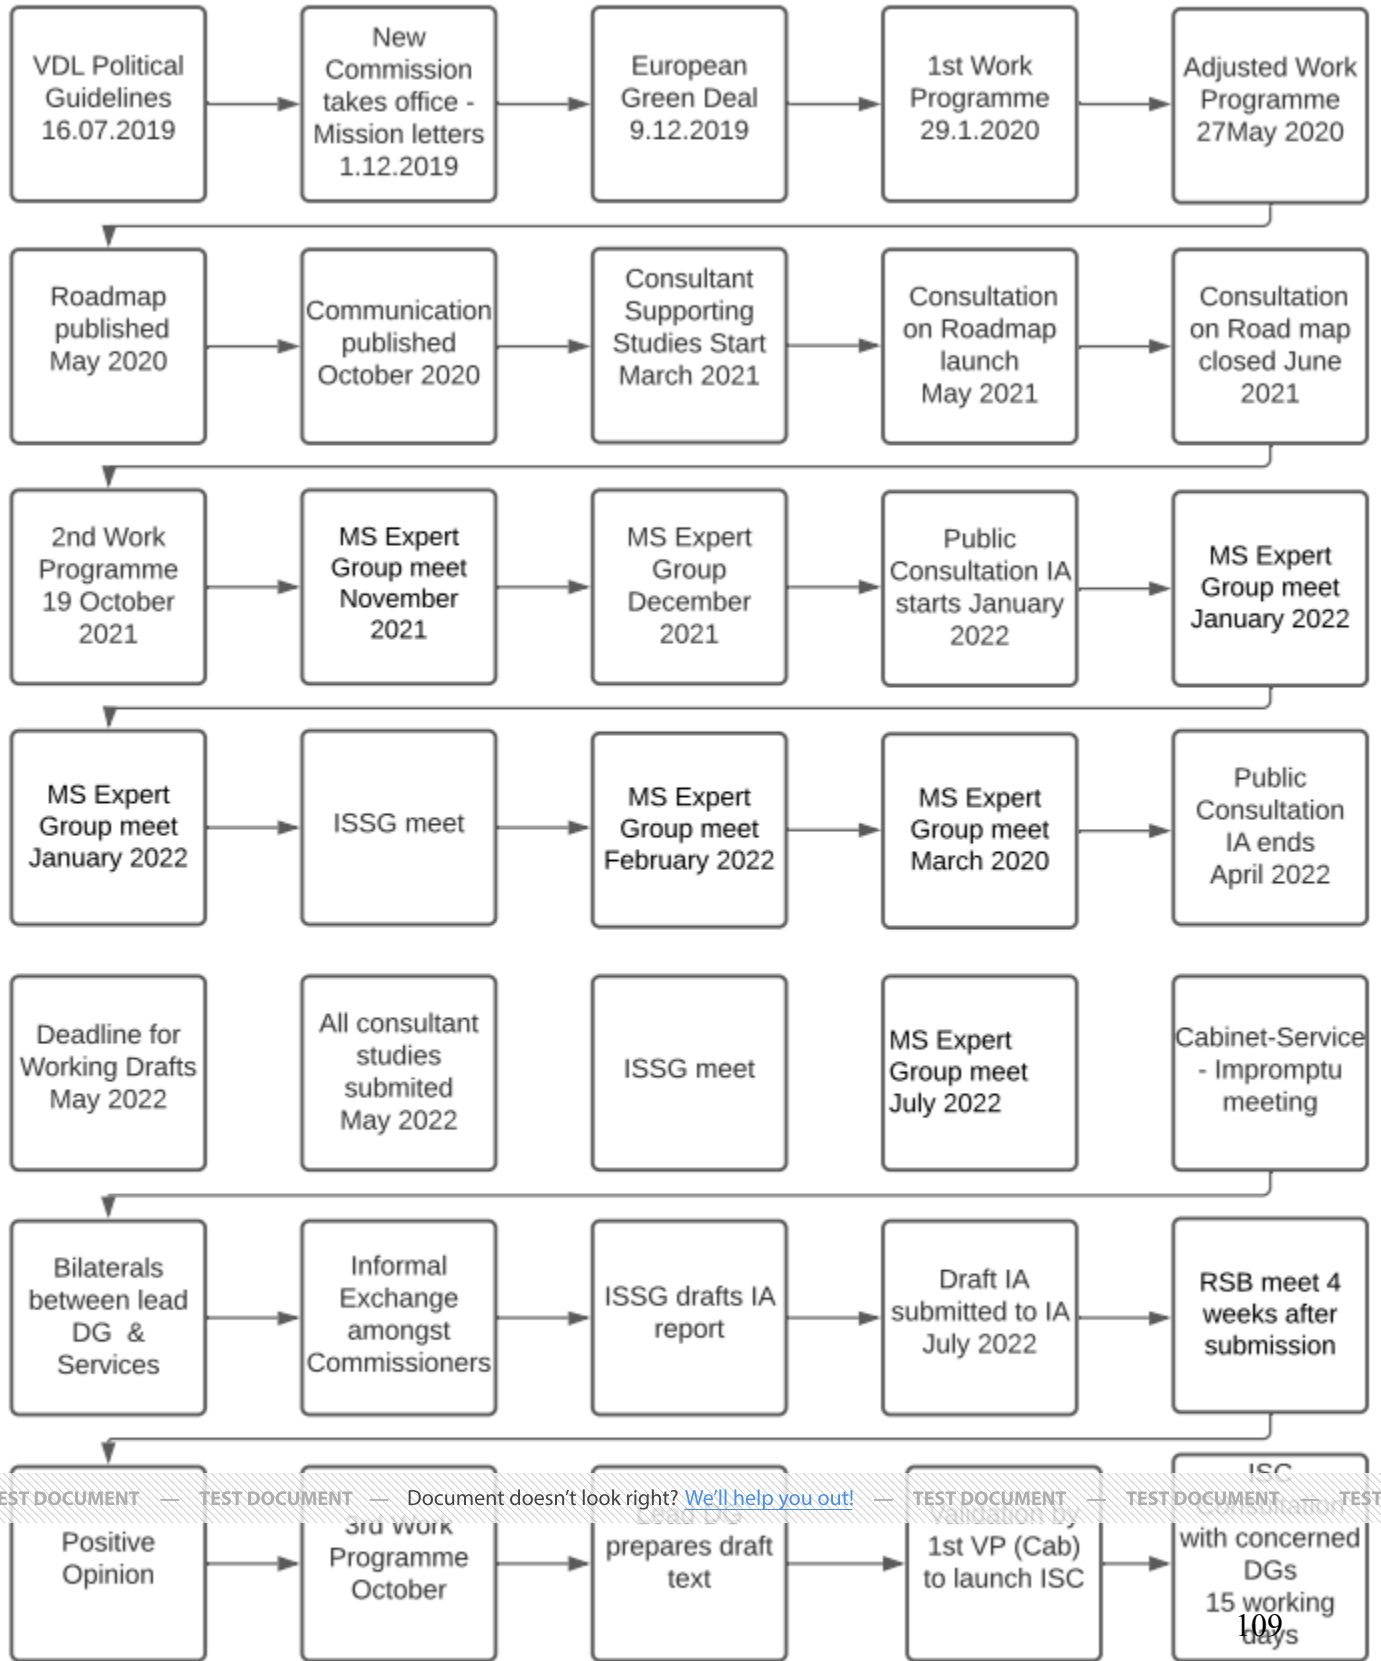 VDL Political
Guidelines
16.07.2019
New
Commission
takes office -
Mission letters
1.12.2019
European
Green Deal
9.12.2019
1st Work
Programme
29.1.2020
Adjusted Work
Programme
27May 2020
Roadmap
published
May 2020
Communication
published
October 2020
Consultant
Supporting
Studies Start
March 2021
Consultation
on Roadmap
launch
May 2021
Consultation
on Road map
closed June
2021
2nd Work
Programme
19 October
2021
MS Expert
Group meet
November
2021
MS Expert
Group
December
2021
Public
Consultation IA
starts January
2022
MS Expert
Group meet
January 2022
MS Expert
Group meet
January 2022
ISSG meet
MS Expert
Group meet
February 2022
MS Expert
Group meet
March 2020
Public
Consultation
IA ends
April 2022
Deadline for
Working Drafts
May 2022
All consultant
studies
submited
May 2022
ISSG meet
MS Expert
Group meet
July 2022
Cabinet-Service
- Impromptu
meeting
Bilaterals
between lead
DG &
Services
Informal
Exchange
amongst
Commissioners
ISSG drafts IA
report
Draft IA
submitted to IA
July 2022
RSB meet 4
weeks after
submission
Positive
Opinion
3rd Work
Programme
October
Lead DG
prepares draft
text
Validation by
1st VP (Cab)
to launch ISC
ISC
Consultation
with concerned
DGs
15 working
days
EST DOCUMENT — TEST DOCUMENT — Document doesn't look right? We'll help you out! — TEST DOCUMENT — TEST DOCUMENT — TEST
109